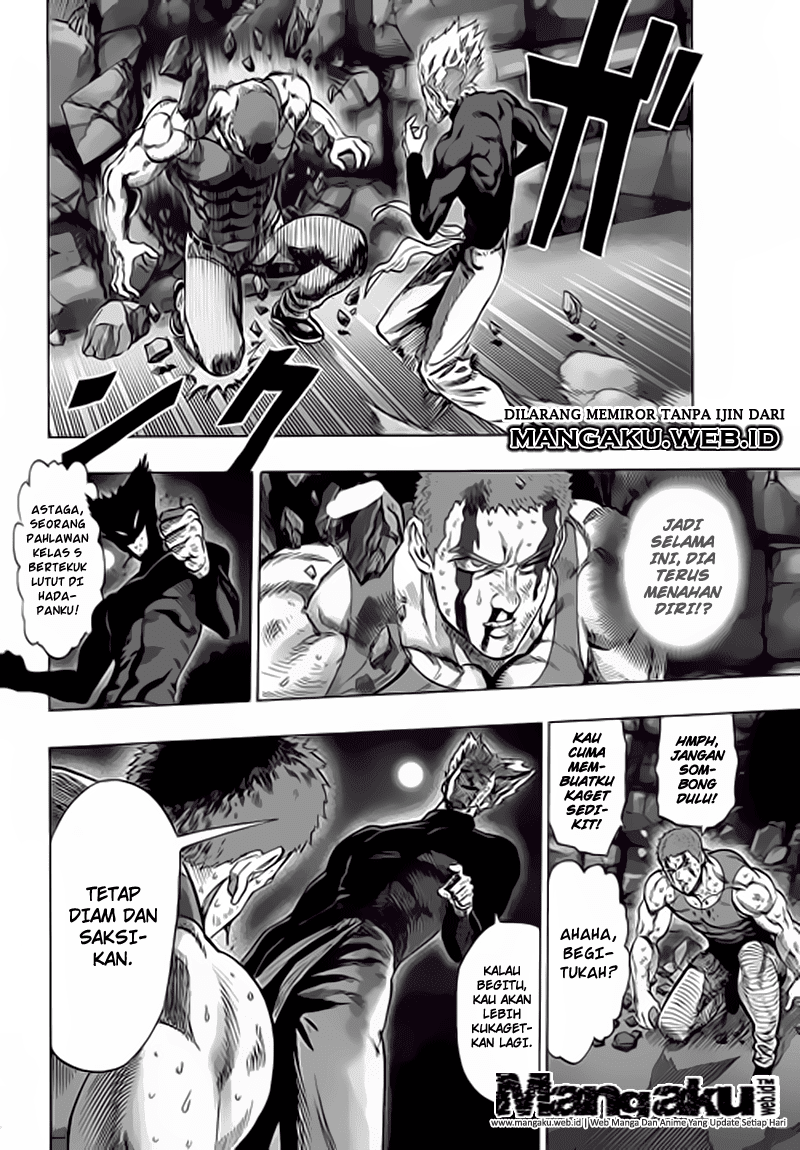 ガ
ン
ク
DILARANG MEMIROR TANPA IJIN DARI
MANGAKU.WEB.ID
JADI
SELAMA
INI, DIA
TERUS
MENAHAN
DIRI!?
ASTAGA,
SEORANG
PAHLAWAN
KELAS S
BERTEKUK
LUTUT DI
HADA-
PANKU!
HMPH,
JANGAN
SOM-
BONG
DULU!
KAU
CUMA
MEM-
BUATKU
KAGET
SEDI-
KIT!
AHAHA,
BEGI-
TUKAH?
KALAU
BEGITU,
KAU AKAN
LEBIH
KUKAGET-
KAN LAGI.
TETAP
DIAM DAN
SAKSI-
KAN.
Mangaku
web.id
www.mangaku.web.id | Web Manga Dan Anime Yang Update Setiap Hari